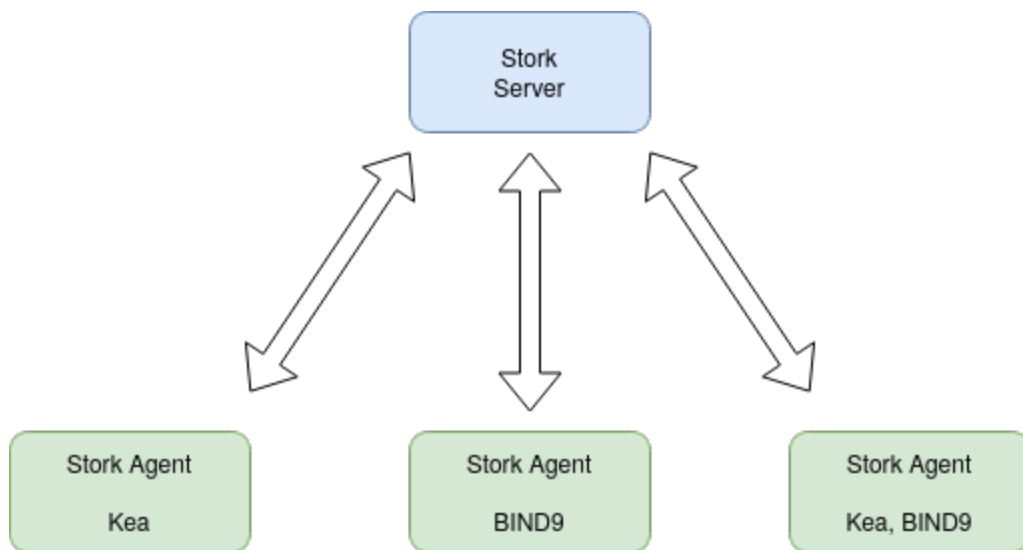 Stork
Server
Stork Agent
Kea
Stork Agent
BIND9
Stork Agent
Kea, BIND9